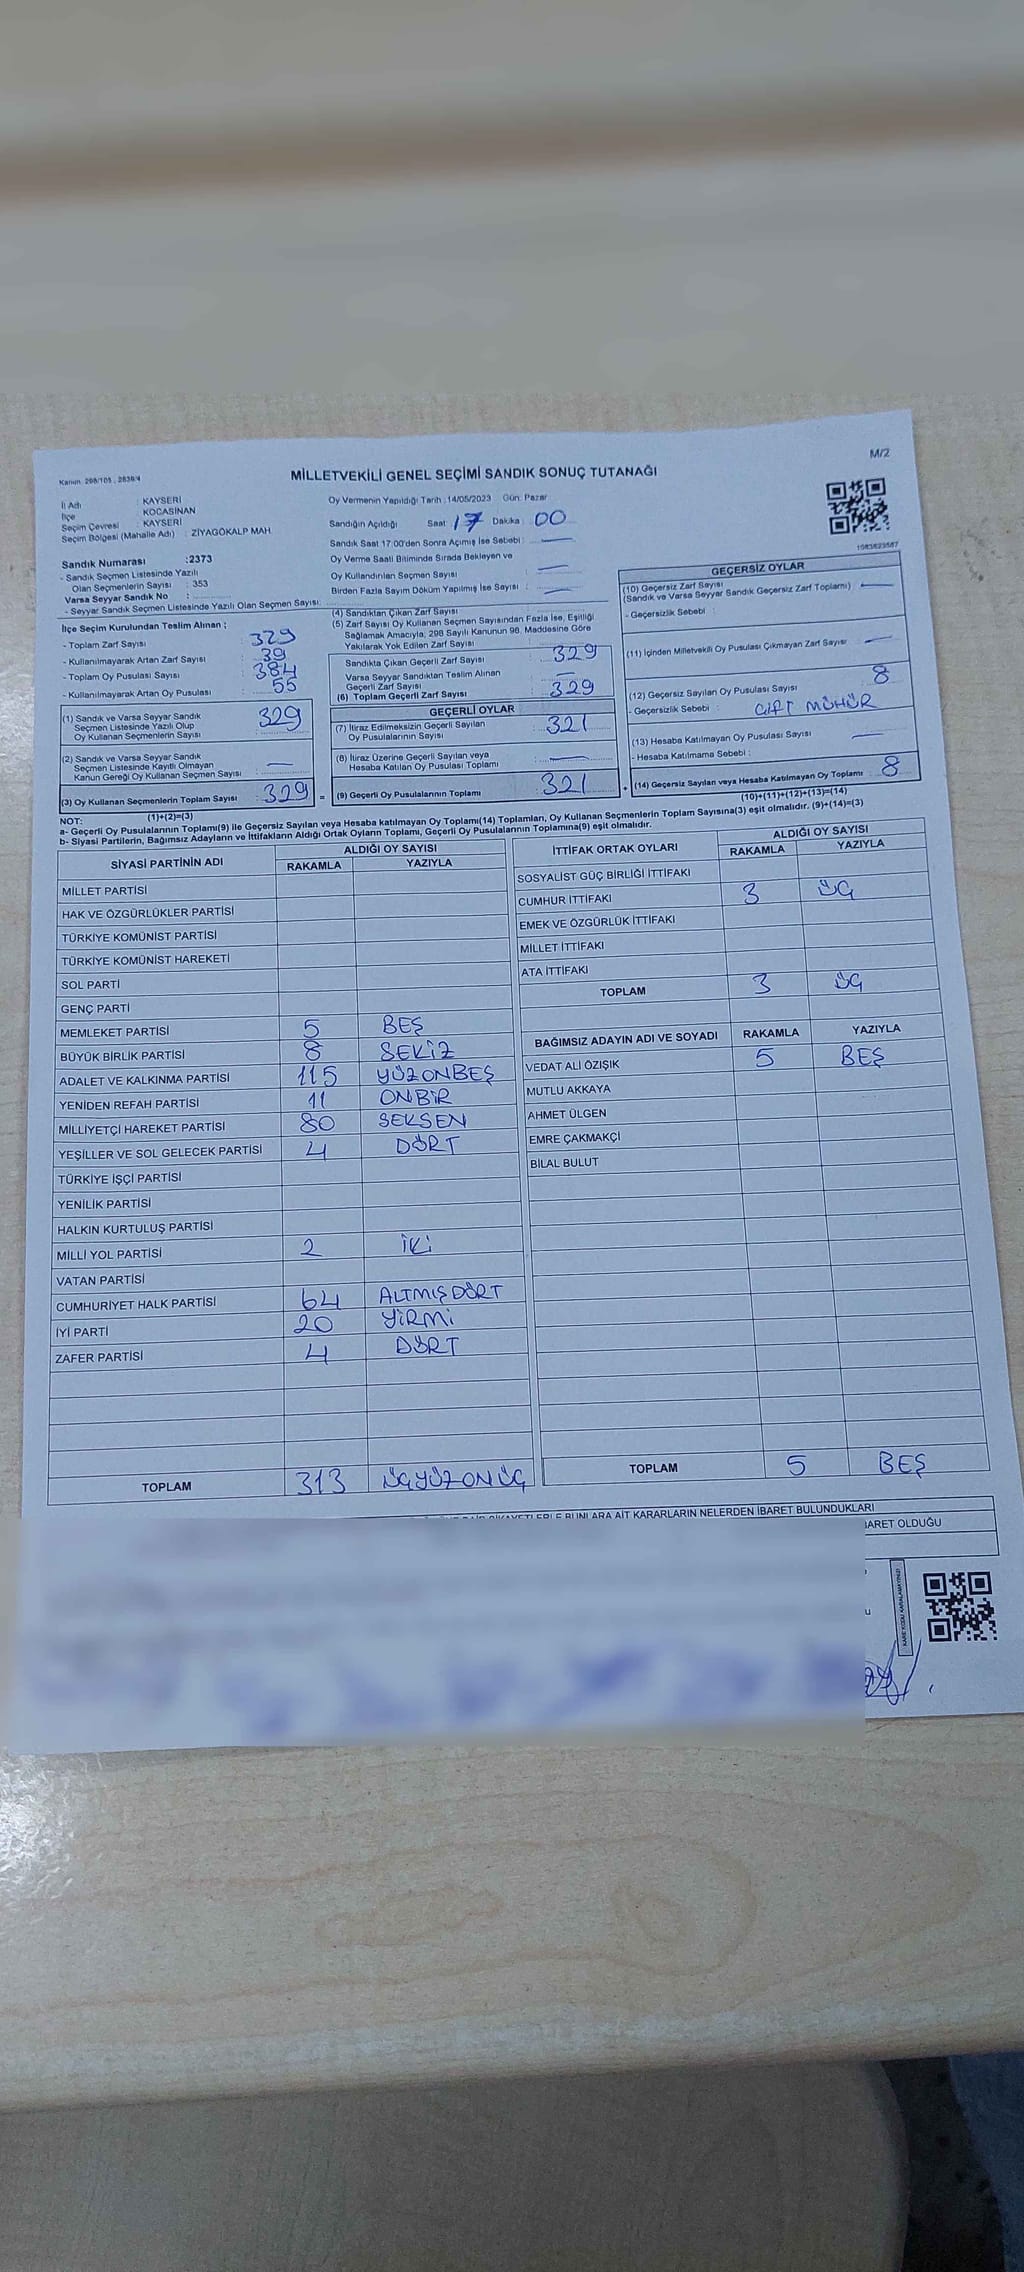 M/2
Kanun. 298/105 , 2839/4
MİLLETVEKİLİ GENEL SEÇİMİ SANDIK SONUÇ TUTANAĞI
İl Adı : KAYSERİ
İlçe : KOCASİNAN
Seçim Çevresi : KAYSERİ
Seçim Bölgesi (Mahalle Adı) : ZİYAGÖKALP MAH.
Sandık Numarası :2373
- Sandık Seçmen Listesinde Yazılı
Olan Seçmenlerin Sayısı : 353
Varsa Seyyar Sandık No :
- Seyyar Sandık Seçmen Listesinde Yazılı Olan Seçmen Sayısı:
Oy Vermenin Yapıldığı Tarih :14/05/2023 Gün: Pazar
Sandığın Açıldığı Saat: 17 Dakika : 00
Sandık Saat 17:00'den Sonra Açımış İse Sebebi : —
Oy Verme Saati Bitiminde Sırada Bekleyen ve
Oy Kullandırılan Seçmen Sayısı : —
Birden Fazla Sayım Döküm Yapılmış İse Sayısı : —
1083623587
İlçe Seçim Kurulundan Teslim Alınan ;
- Toplam Zarf Sayısı : 329
- Kullanılmayarak Artan Zarf Sayısı : 39
- Toplam Oy Pusulası Sayısı : 384
- Kullanılmayarak Artan Oy Pusulası : 55
(1) Sandık ve Varsa Seyyar Sandık
Seçmen Listesinde Yazılı Olup
Oy Kullanan Seçmenlerin Sayısı : 329
(2) Sandık ve Varsa Seyyar Sandık
Seçmen Listesinde Kayıtlı Olmayan
Kanun Gereği Oy Kullanan Seçmen Sayısı : —
(3) Oy Kullanan Seçmenlerin Toplam Sayısı : 329 =
(1)+(2)=(3)
(4) Sandıktan Çıkan Zarf Sayısı :
(5) Zarf Sayısı Oy Kullanan Seçmen Sayısından Fazla İse, Eşitliği
Sağlamak Amacıyla, 298 Sayılı Kanunun 98. Maddesine Göre
Yakılarak Yok Edilen Zarf Sayısı
Sandıkta Çıkan Geçerli Zarf Sayısı : 329
Varsa Seyyar Sandıktan Teslim Alınan
Geçerli Zarf Sayısı : —
(6) Toplam Geçerli Zarf Sayısı : 329
GEÇERLİ OYLAR
(7) İtiraz Edilmeksizin Geçerli Sayılan
Oy Pusulalarının Sayısı : 321
(8) İtiraz Üzerine Geçerli Sayılan veya
Hesaba Katılan Oy Pusulası Toplamı : —
(9) Geçerli Oy Pusulalarının Toplamı : 321 +
GEÇERSİZ OYLAR
(10) Geçersiz Zarf Sayısı
(Sandık ve Varsa Seyyar Sandık Geçersiz Zarf Toplamı) : —
- Geçersizlik Sebebi :
(11) İçinden Milletvekili Oy Pusulası Çıkmayan Zarf Sayısı : —
(12) Geçersiz Sayılan Oy Pusulası Sayısı : 8
- Geçersizlik Sebebi : ÇİFT MÜHÜR
(13) Hesaba Katılmayan Oy Pusulası Sayısı : —
- Hesaba Katılmama Sebebi :
(14) Geçersiz Sayılan veya Hesaba Katılmayan Oy Toplamı : 8
(10)+(11)+(12)+(13)=(14)
NOT:
a- Geçerli Oy Pusulalarının Toplamı(9) ile Geçersiz Sayılan veya Hesaba Katılmayan Oy Toplamı(14) Toplamları, Oy Kullanan Seçmenlerin Toplam Sayısına(3) eşit olmalıdır. (9)+(14)=(3)
b- Siyasi Partilerin, Bağımsız Adayların ve İttifakların Aldığı Ortak Oyların Toplamı, Geçerli Oy Pusulalarının Toplamına(9) eşit olmalıdır.
SİYASİ PARTİNİN ADI ALDIĞI OY SAYISI
RAKAMLA YAZIYLA
MİLLET PARTİSİ
HAK VE ÖZGÜRLÜKLER PARTİSİ
TÜRKİYE KOMÜNİST PARTİSİ
TÜRKİYE KOMÜNİST HAREKETİ
SOL PARTİ
GENÇ PARTİ
MEMLEKET PARTİSİ 5 BEŞ
BÜYÜK BİRLİK PARTİSİ 8 SEKİZ
ADALET VE KALKINMA PARTİSİ 115 YÜZONBEŞ
YENİDEN REFAH PARTİSİ 11 ONBİR
MİLLİYETÇİ HAREKET PARTİSİ 80 SEKSEN
YEŞİLLER VE SOL GELECEK PARTİSİ 4 DÖRT
TÜRKİYE İŞÇİ PARTİSİ
YENİLİK PARTİSİ
HALKIN KURTULUŞ PARTİSİ
MİLLİ YOL PARTİSİ 2 İKİ
VATAN PARTİSİ
CUMHURİYET HALK PARTİSİ 64 ALTMIŞDÖRT
İYİ PARTİ 20 YİRMİ
ZAFER PARTİSİ 4 DÖRT
TOPLAM 313 ÜÇYÜZONÜÇ
İTTİFAK ORTAK OYLARI ALDIĞI OY SAYISI
RAKAMLA YAZIYLA
SOSYALİST GÜÇ BİRLİĞİ İTTİFAKI
CUMHUR İTTİFAKI 3 ÜÇ
EMEK VE ÖZGÜRLÜK İTTİFAKI
MİLLET İTTİFAKI
ATA İTTİFAKI
TOPLAM 3 ÜÇ
BAĞIMSIZ ADAYIN ADI VE SOYADI RAKAMLA YAZIYLA
VEDAT ALİ ÖZIŞIK 5 BEŞ
MUTLU AKKAYA
AHMET ÜLGEN
EMRE ÇAKMAKÇİ
BİLAL BULUT
TOPLAM 5 BEŞ
BUNLARA AİT KARARLARIN NELERDEN İBARET BULUNDUKLARI
İBARET OLDUĞU
KARE KODU KARALAMAYINIZ!